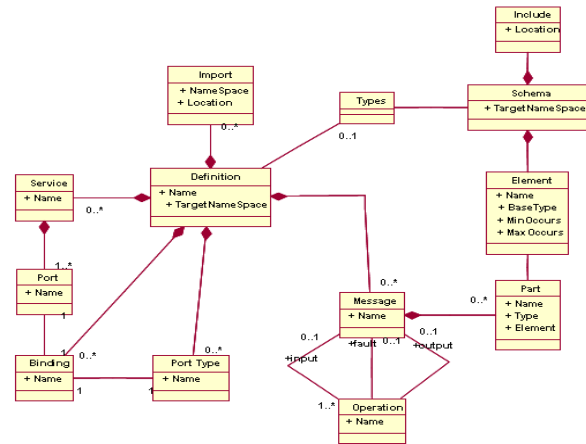 Include
+ Location
Import
+ NameSpace
+ Location
Types
Schema
+ TargetNameSpace
0..*
0..1
Definition
+ Name
+ TargetNameSpace
Service
+ Name
0..*
Element
+ Name
+ BaseType
+ MinOccurs
+ MaxOccurs
1..*
Port
+ Name
1
0..*
0..*
Message
+ Name
Part
+ Name
+ Type
+ Element
0..1
+input
+fault
0..1
0..1
+output
1
0..*
0..*
Binding
+ Name
1
1
Port Type
+ Name
1..*
Operation
+ Name